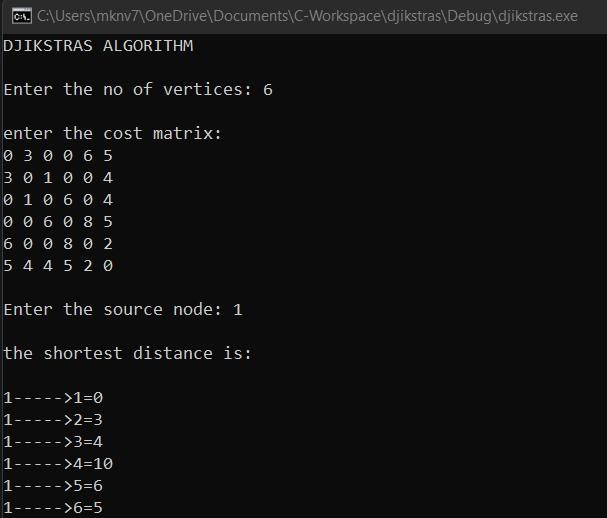 C:\Users\mknv7\OneDrive\Documents\C-Workspace\djikstras\Debug\djikstras.exe
DJIKSTRAS ALGORITHM
Enter the no of vertices: 6
enter the cost matrix:
0 3 0 0 6 5
3 0 1 0 0 4
0 1 0 6 0 4
0 0 6 0 8 5
6 0 0 8 0 2
5 4 4 5 2 0
Enter the source node: 1
the shortest distance is:
1----->1=0
1----->2=3
1----->3=4
1----->4=10
1----->5=6
1----->6=5